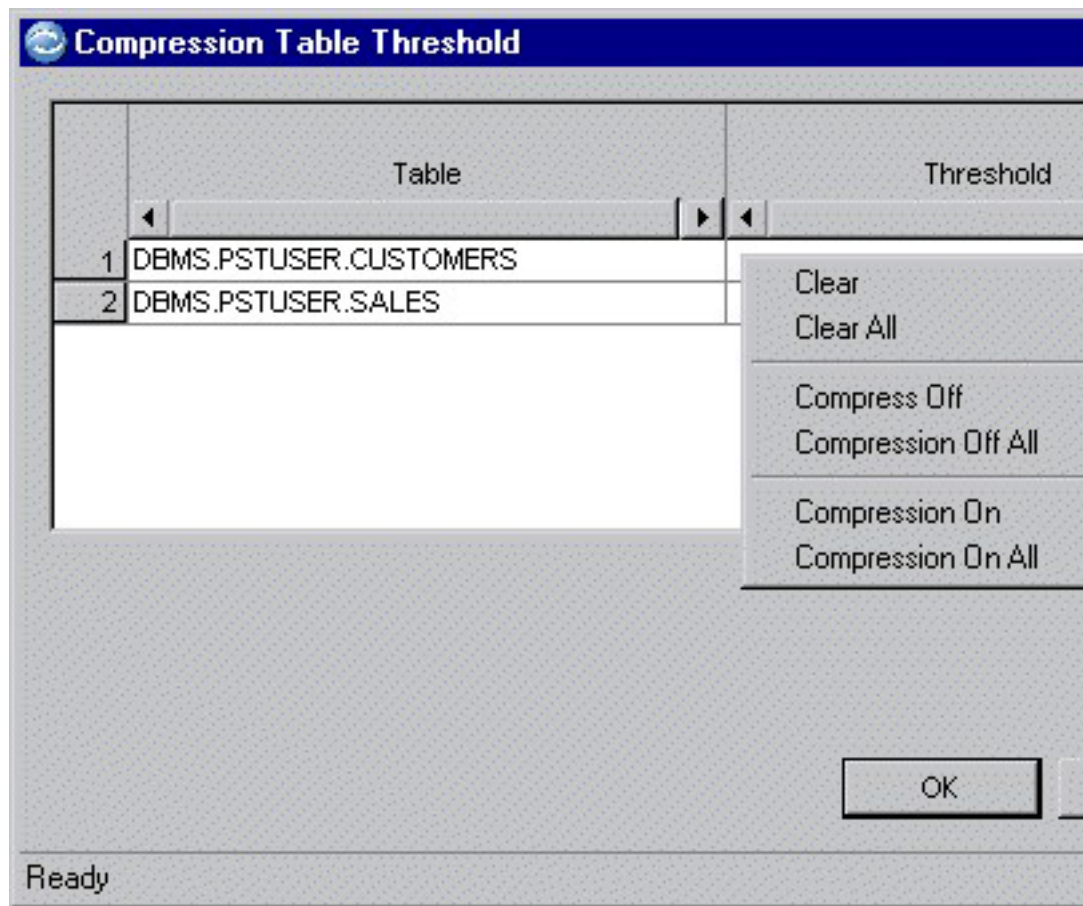 Compression Table Threshold
Table Threshold
1 DBMS.PSTUSER.CUSTOMERS
2 DBMS.PSTUSER.SALES
Clear
Clear All
Compress Off
Compression Off All
Compression On
Compression On All
OK
Ready